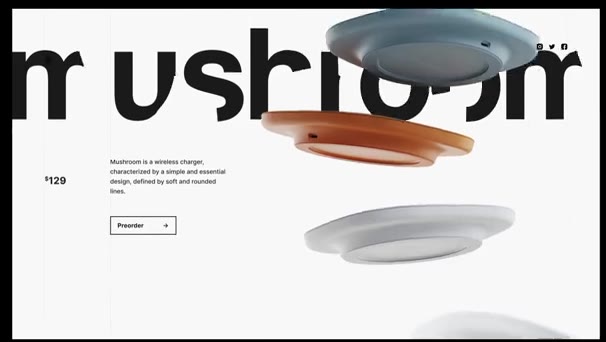 mushroom
$129
Mushroom is a wireless charger,
characterized by a simple and essential
design, defined by soft and rounded
lines.
Preorder →